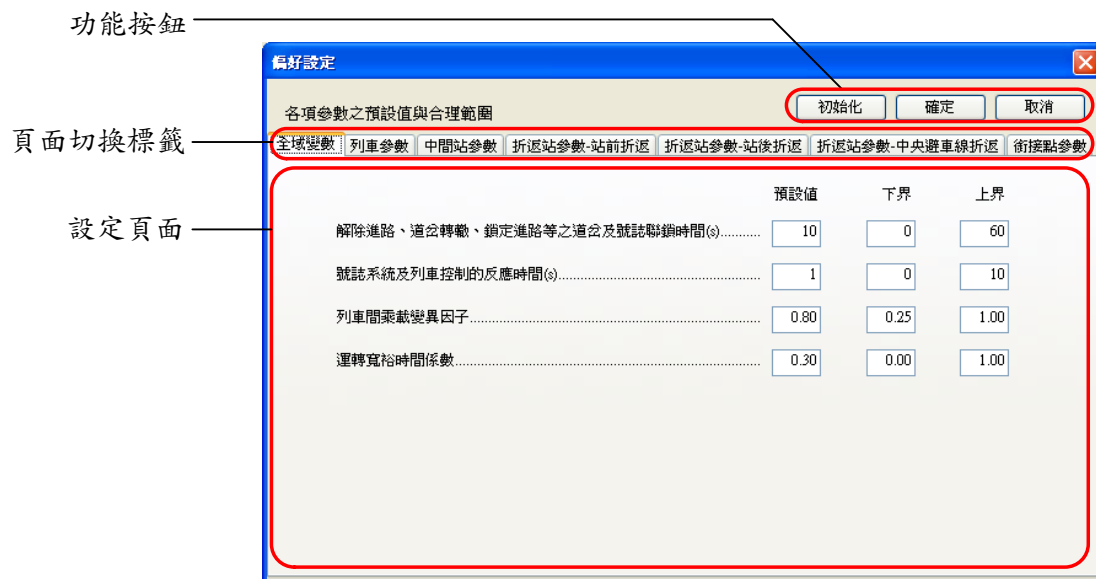 功能按鈕
偏好設定
各項參數之預設值與合理範圍
初始化 確定 取消
頁面切換標籤
全域變數 列車參數 中間站參數 折返站參數-站前折返 折返站參數-站後折返 折返站參數-中央避車線折返 銜接點參數
設定頁面
預設值 下界 上界
解除進路、道岔轉轍、鎖定進路等之道岔及號誌聯鎖時間(s)........... 10 0 60
號誌系統及列車控制的反應時間(s)........... 1 0 10
列車間乘載變異因子........... 0.80 0.25 1.00
運轉寬裕時間係數........... 0.30 0.00 1.00